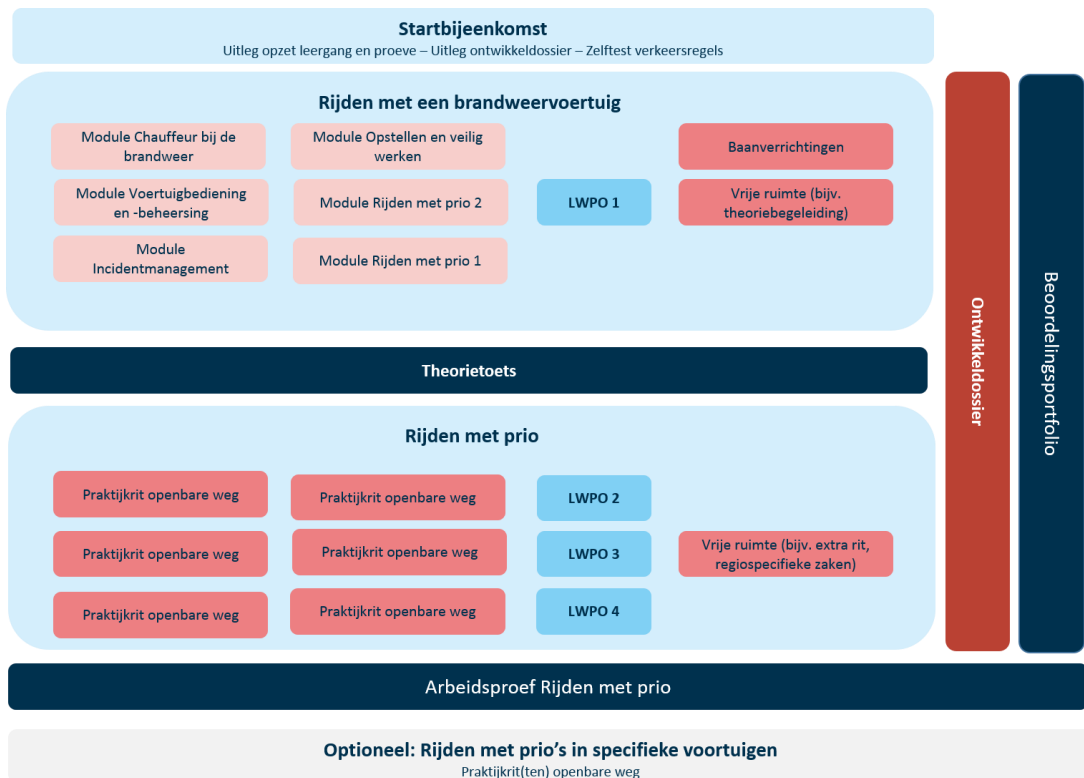 Startbijeenkomst
Uitleg opzet leergang en proeve – Uitleg ontwikkeldossier – Zelftest verkeersregels
Rijden met een brandweervoertuig
Module Chauffeur bij de
brandweer
Module Opstellen en veilig
werken
Baanverrichtingen
Module Voertuigbediening
en -beheersing
Module Rijden met prio 2
LWPO 1
Vrije ruimte (bijv.
theoriebegeleiding)
Module
Incidentmanagement
Module Rijden met prio 1
Theorietoets
Rijden met prio
Praktijkrit openbare weg
Praktijkrit openbare weg
LWPO 2
Praktijkrit openbare weg
Praktijkrit openbare weg
LWPO 3
Vrije ruimte (bijv. extra rit,
regiospecifieke zaken)
Praktijkrit openbare weg
Praktijkrit openbare weg
LWPO 4
Ontwikkeldossier
Beoordelingsportfolio
Arbeidsproef Rijden met prio
Optioneel: Rijden met prio’s in specifieke voortuigen
Praktijkrit(ten) openbare weg